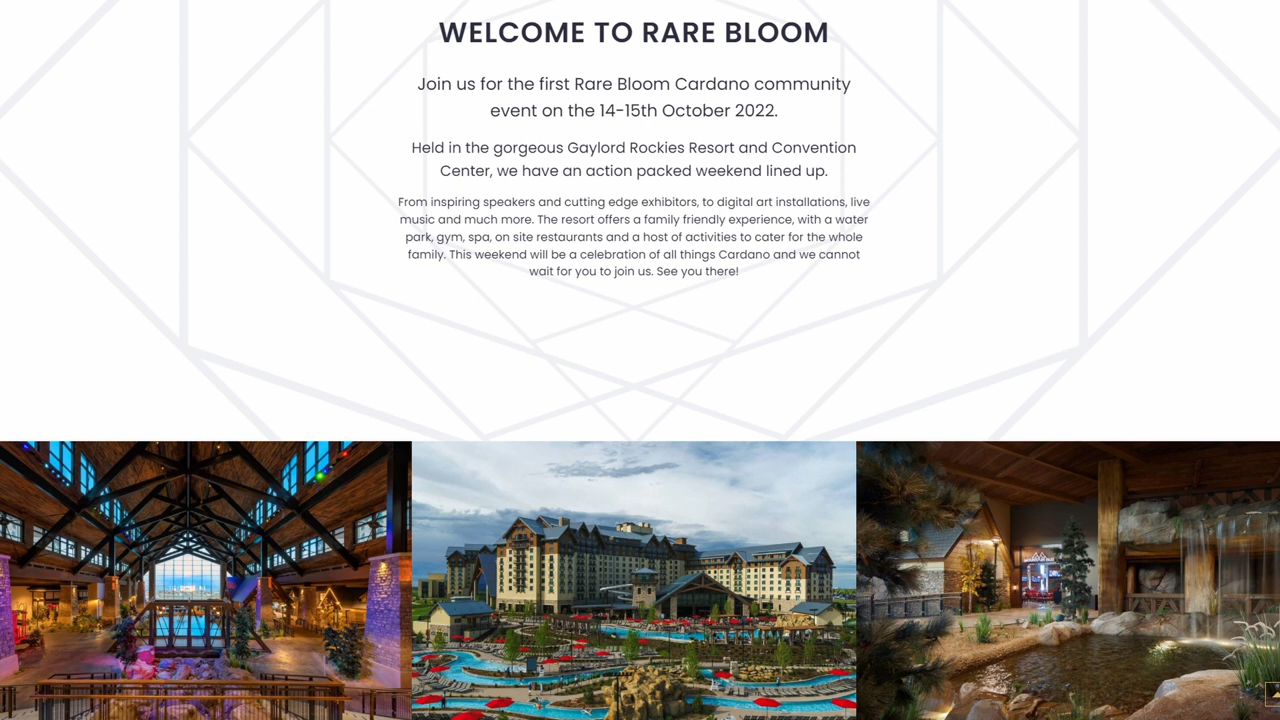 WELCOME TO RARE BLOOM
Join us for the first Rare Bloom Cardano community
event on the 14-15th October 2022.
Held in the gorgeous Gaylord Rockies Resort and Convention
Center, we have an action packed weekend lined up.
From inspiring speakers and cutting edge exhibitors, to digital art installations, live
music and much more. The resort offers a family friendly experience, with a water
park, gym, spa, on site restaurants and a host of activities to cater for the whole
family. This weekend will be a celebration of all things Cardano and we cannot
wait for you to join us. See you there!